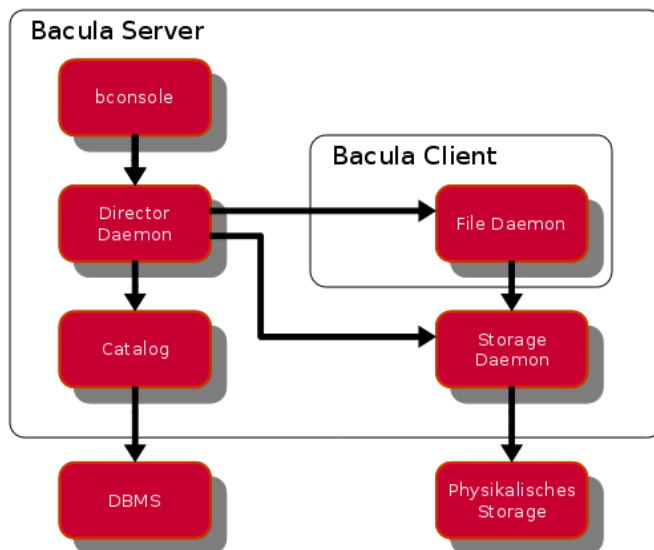 Bacula Server
bconsole
Bacula Client
Director
Daemon
File Daemon
Catalog
Storage
Daemon
DBMS
Physikalisches
Storage